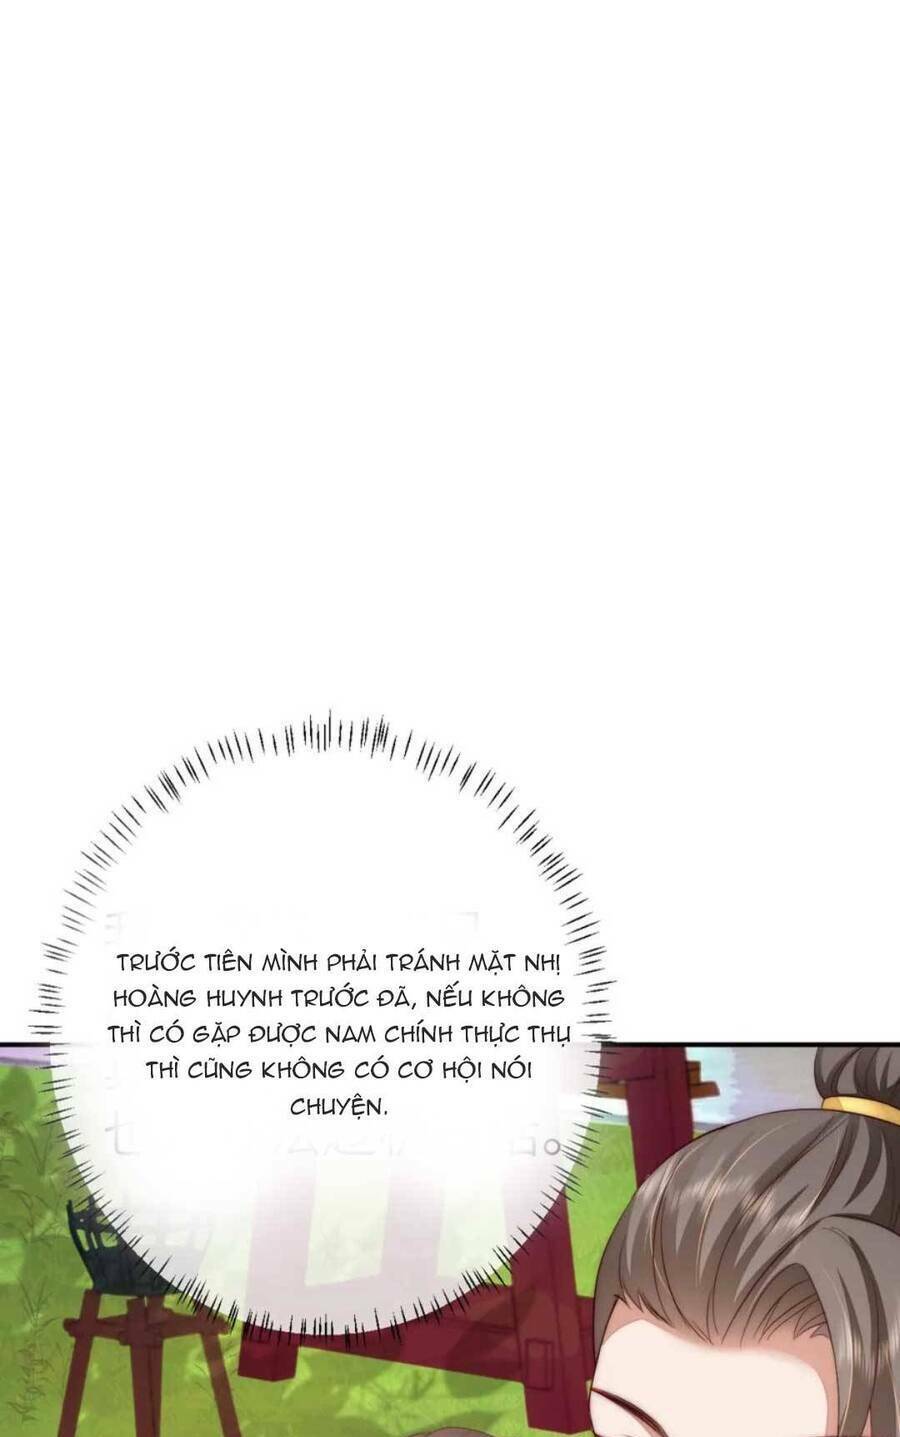 TRƯỚC TIÊN MÌNH PHẢI TRÁNH MẶT NHỊ
HOÀNG HUYNH TRƯỚC ĐÃ, NẾU KHÔNG
THÌ CÓ GẶP ĐƯỢC NAM CHÍNH THỰC THỤ
THÌ CŨNG KHÔNG CÓ CƠ HỘI NÓI
CHUYỆN.